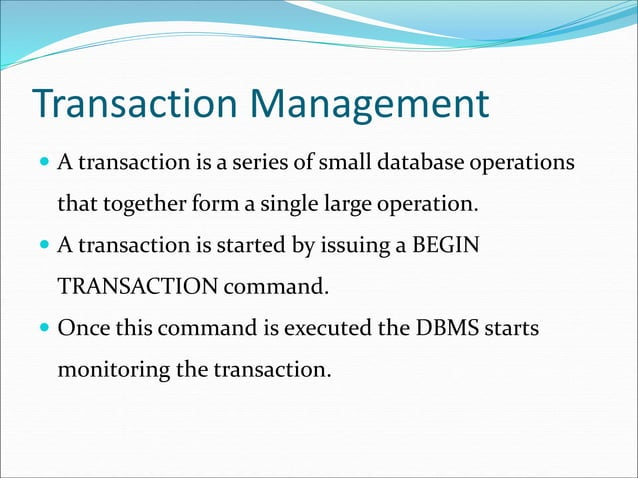 Transaction Management
• A transaction is a series of small database operations
that together form a single large operation.
• A transaction is started by issuing a BEGIN
TRANSACTION command.
• Once this command is executed the DBMS starts
monitoring the transaction.